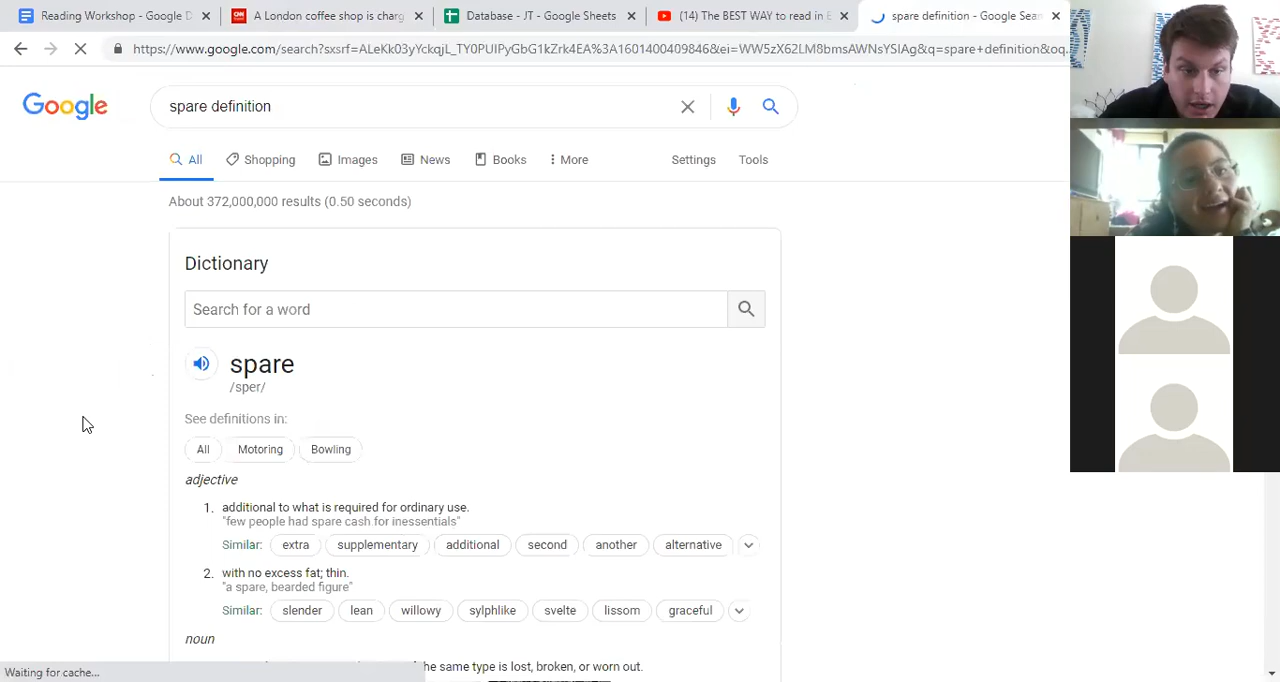 Reading Workshop - Google D
A London coffee shop is charg
Database - JT - Google Sheets
(14) The BEST WAY to read in E
spare definition - Google Sear
Google
spare definition
All
Shopping
Images
News
Books
More
Settings
Tools
About 372,000,000 results (0.50 seconds)
Dictionary
Search for a word
spare
/sper/
See definitions in:
All
Motoring
Bowling
adjective
1. additional to what is required for ordinary use.
"few people had spare cash for inessentials"
Similar: extra supplementary additional second another alternative
2. with no excess fat; thin.
"a spare, bearded figure"
Similar: slender lean willowy sylphlike svelte lissom graceful
noun
the same type is lost, broken, or worn out.
Waiting for cache...